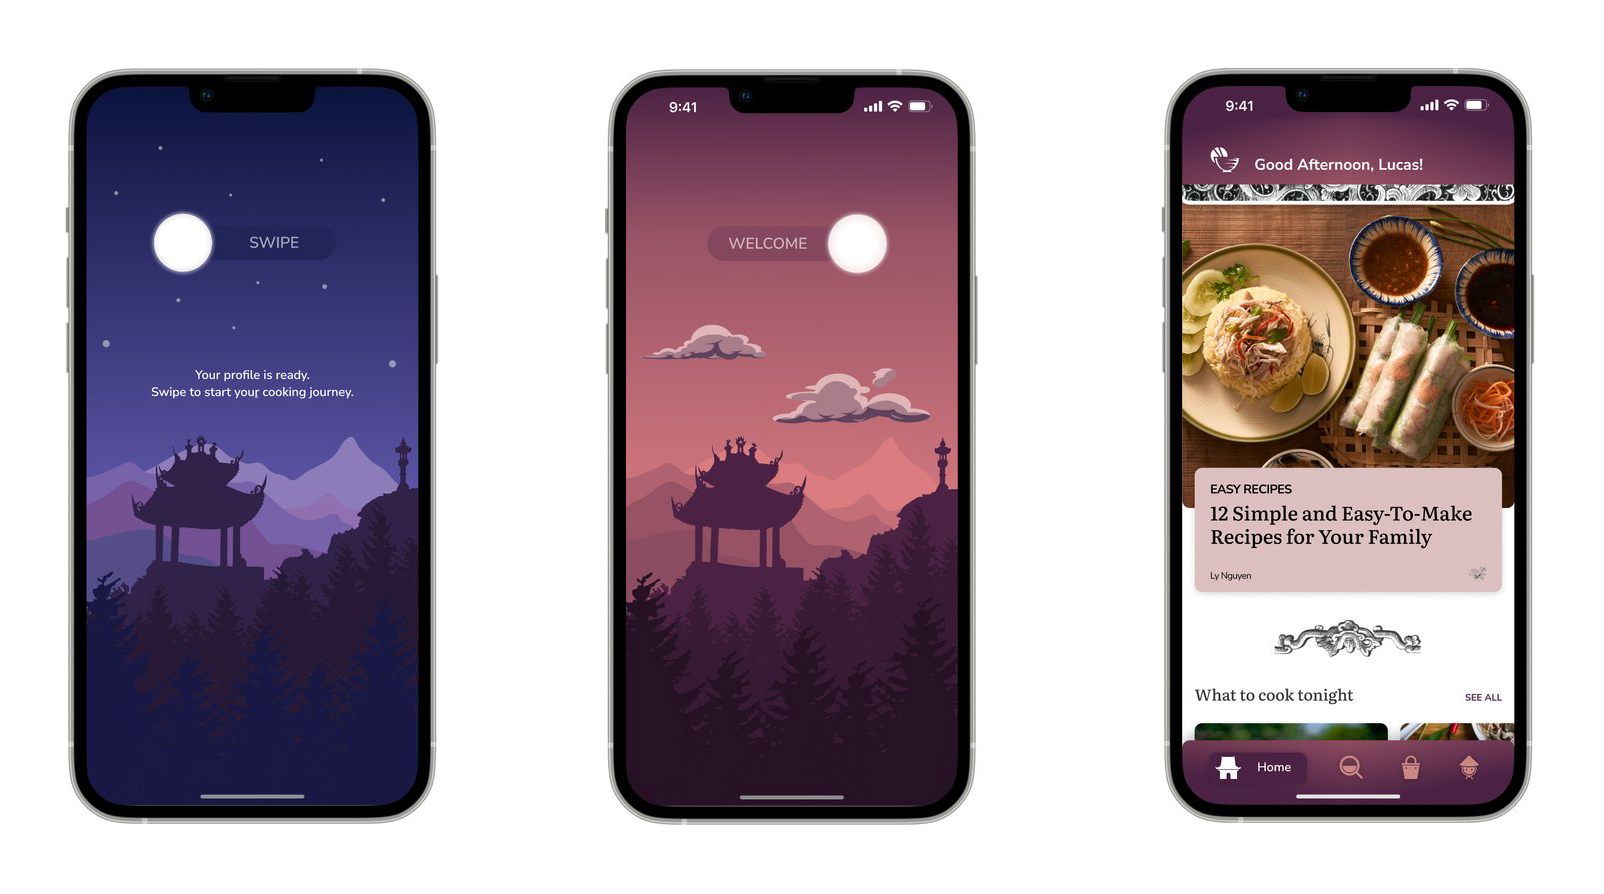 SWIPE
Your profile is ready.
Swipe to start your cooking journey.
9:41
WELCOME
9:41
Good Afternoon, Lucas!
EASY RECIPES
12 Simple and Easy-To-Make
Recipes for Your Family
Ly Nguyen
What to cook tonight
SEE ALL
Home